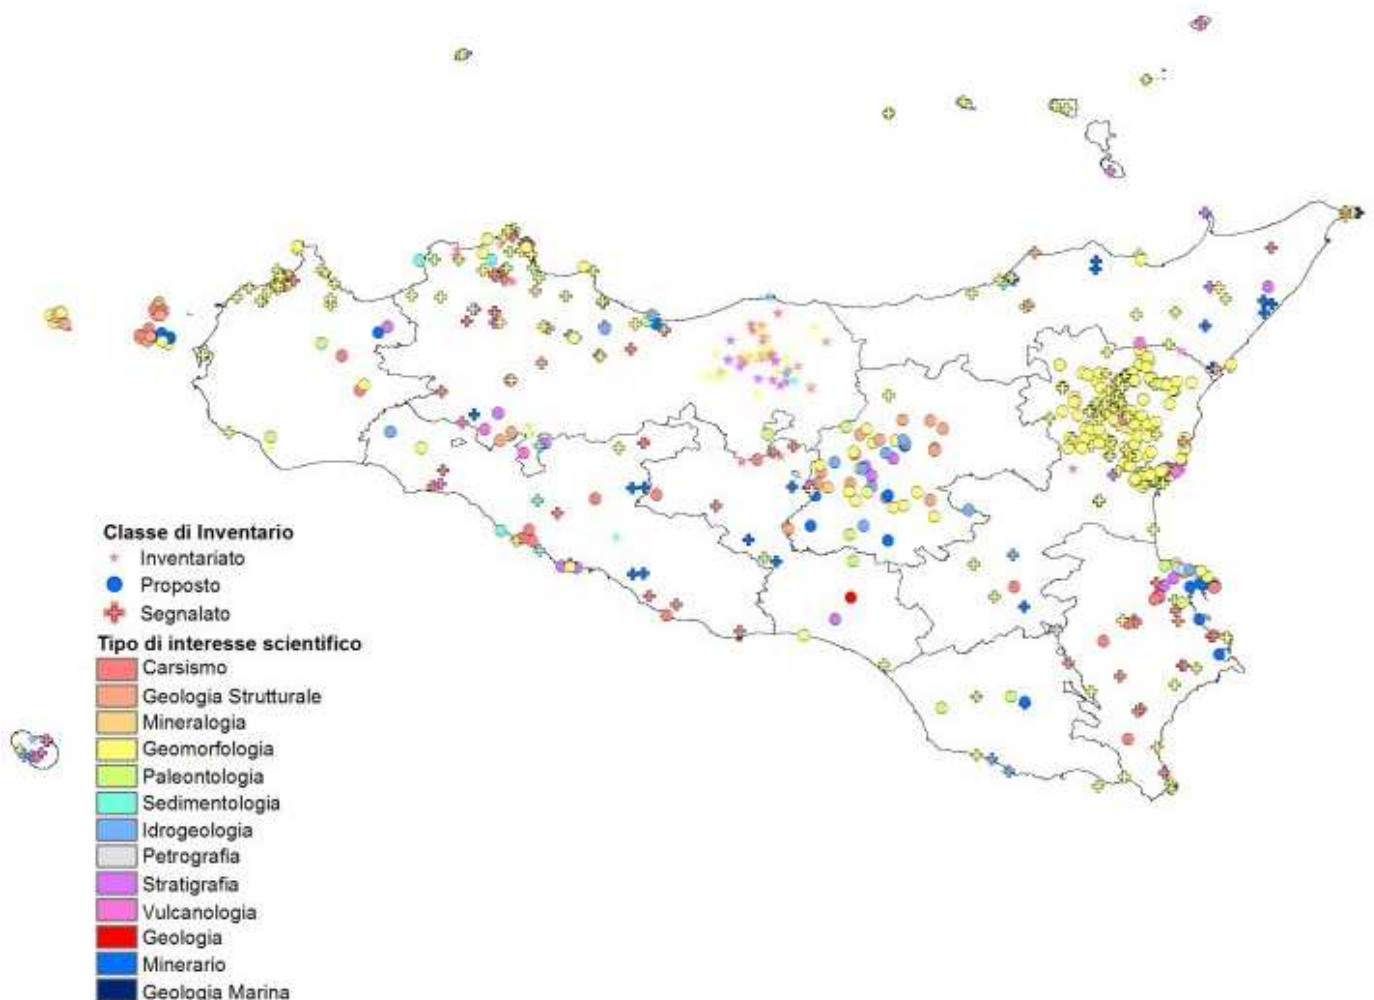 Classe di Inventario
Inventariato
Proposto
Segnalato
Tipo di interesse scientifico
Carsismo
Geologia Strutturale
Mineralogia
Geomorfologia
Paleontologia
Sedimentologia
Idrogeologia
Petrografia
Stratigrafia
Vulcanologia
Geologia
Minerario
Geologia Marina